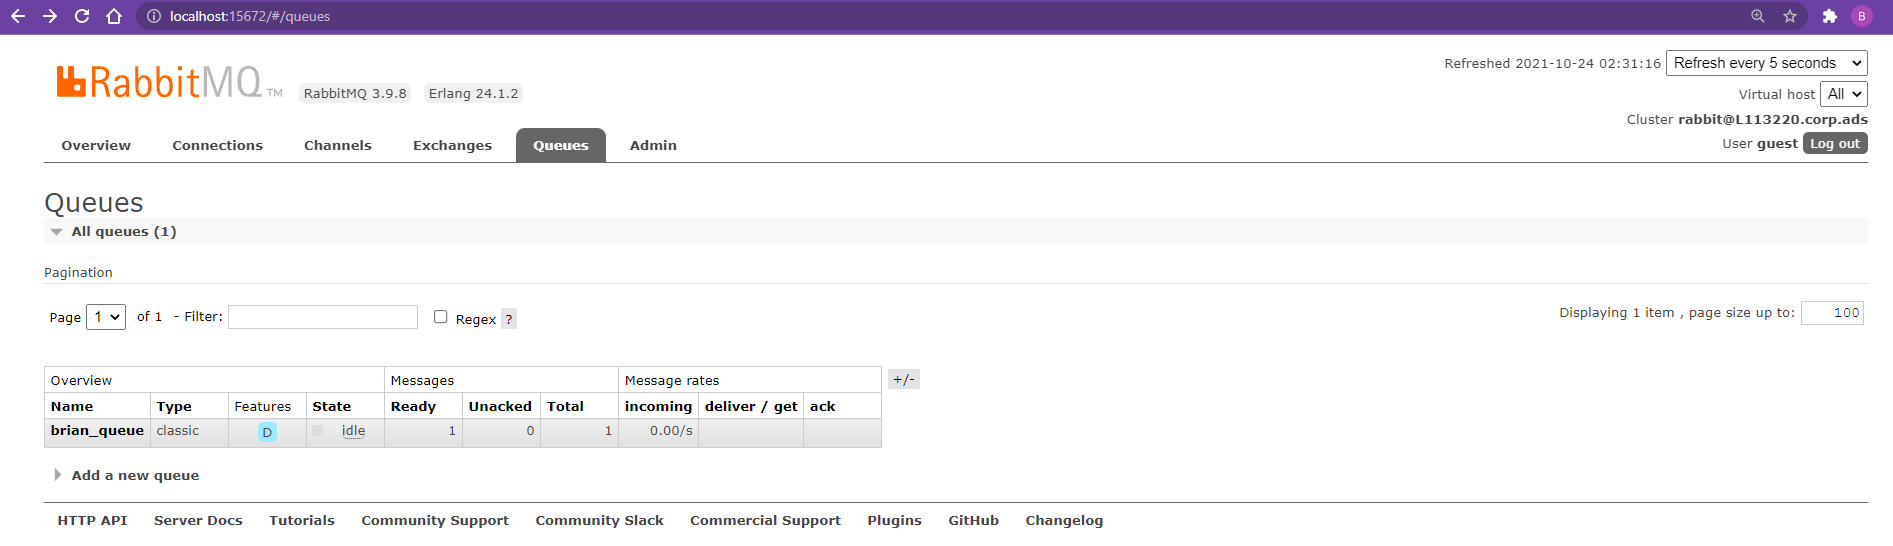 localhost:15672/#/queues
B
RabbitMQ TM
RabbitMQ 3.9.8 Erlang 24.1.2
Refreshed 2021-10-24 02:31:16 Refresh every 5 seconds
Virtual host All
Cluster rabbit@L113220.corp.ads
User guest Log out
Overview Connections Channels Exchanges Queues Admin
Queues
All queues (1)
Pagination
Page 1 of 1 - Filter: Regex ?
Displaying 1 item , page size up to: 100
Overview Messages Message rates +/-
Name Type Features State Ready Unacked Total incoming deliver / get ack
brian_queue classic D idle 1 0 1 0.00/s
Add a new queue
HTTP API Server Docs Tutorials Community Support Community Slack Commercial Support Plugins GitHub Changelog